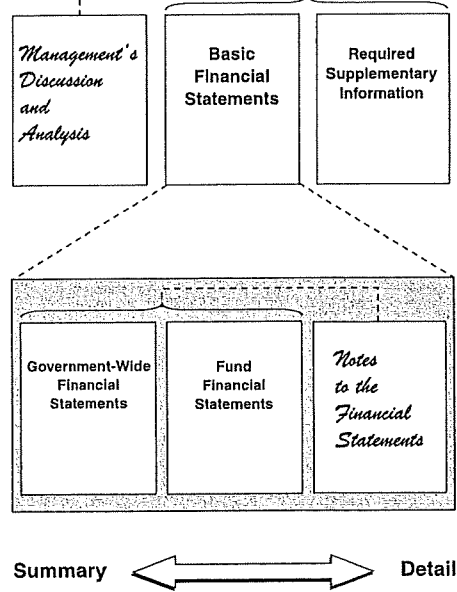 Management's
Discussion
and
Analysis
Basic
Financial
Statements
Required
Supplementary
Information
Government-Wide
Financial
Statements
Fund
Financial
Statements
Notes
to the
Financial
Statements
Summary
Detail